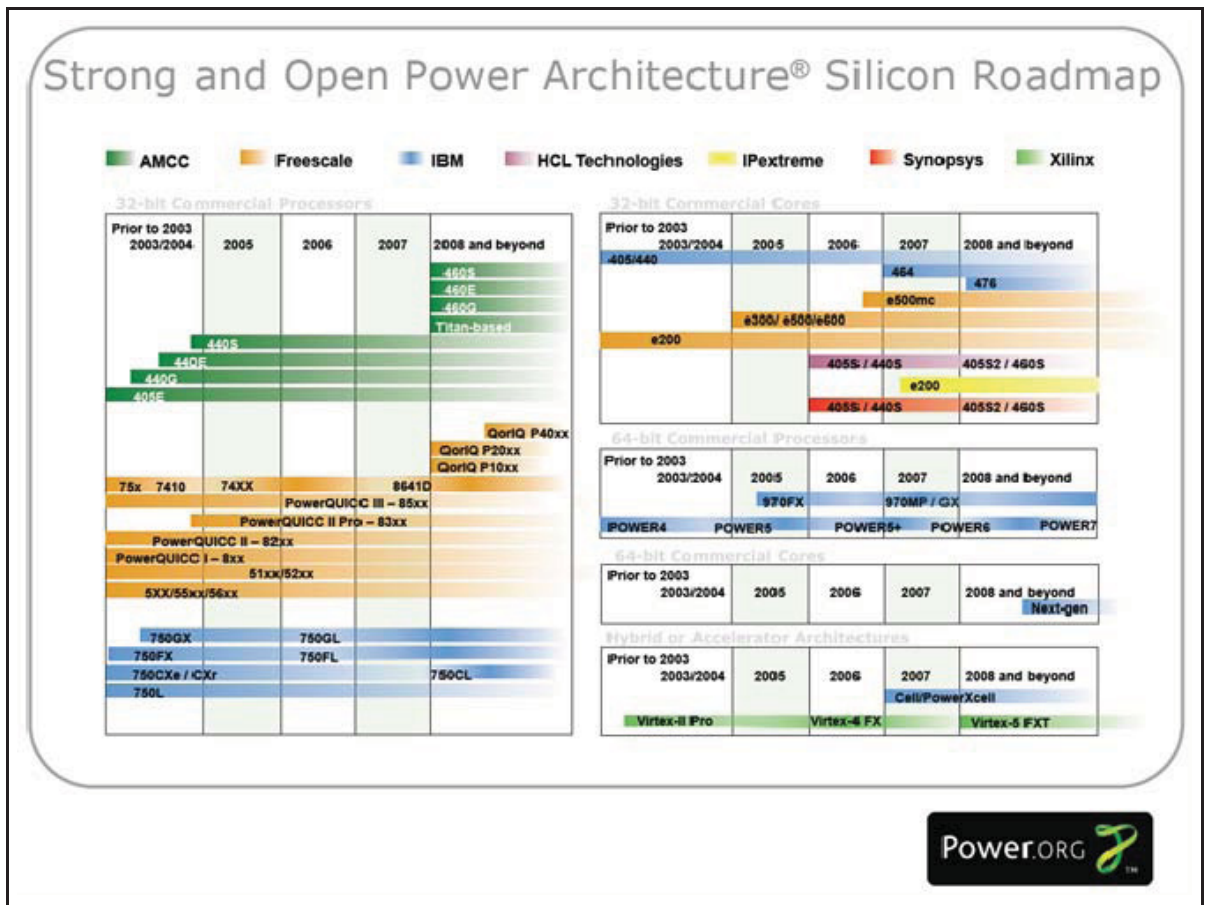 Strong and Open Power Architecture® Silicon Roadmap
AMCC Freescale IBM HCL Technologies IPextreme Synopsys Xilinx
32-bit Commercial Processors
Prior to 2003
2003/2004 2005 2006 2007 2008 and beyond
460S
460E
460G
Titan-based
440S
440E
440G
405E
QorIQ P40xx
QorIQ P20xx
QorIQ P10xx
75x 7410 74XX 8641D
PowerQUICC III – 85xx
PowerQUICC II Pro – 83xx
PowerQUICC II – 82xx
PowerQUICC I – 8xx
51xx/52xx
5XX/55xx/56xx
750GX 750GL
750FX 750FL
750CXe / CXr 750CL
750L
32-bit Commercial Cores
Prior to 2003
2003/2004 2005 2006 2007 2008 and beyond
405/440
464
476
e500mc
e300/ e500/e600
e200
405S / 440S 405S2 / 460S
e200
405S / 440S 405S2 / 460S
64-bit Commercial Processors
Prior to 2003
2003/2004 2005 2006 2007 2008 and beyond
970FX 970MP / GX
POWER4 POWER5 POWER5+ POWER6 POWER7
64-bit Commercial Cores
Prior to 2003
2003/2004 2005 2006 2007 2008 and beyond
Next-gen
Hybrid or Accelerator Architectures
Prior to 2003
2003/2004 2005 2006 2007 2008 and beyond
Cell/PowerXcell
Virtex-II Pro Virtex-4 FX Virtex-5 FXT
Power.ORG
TM